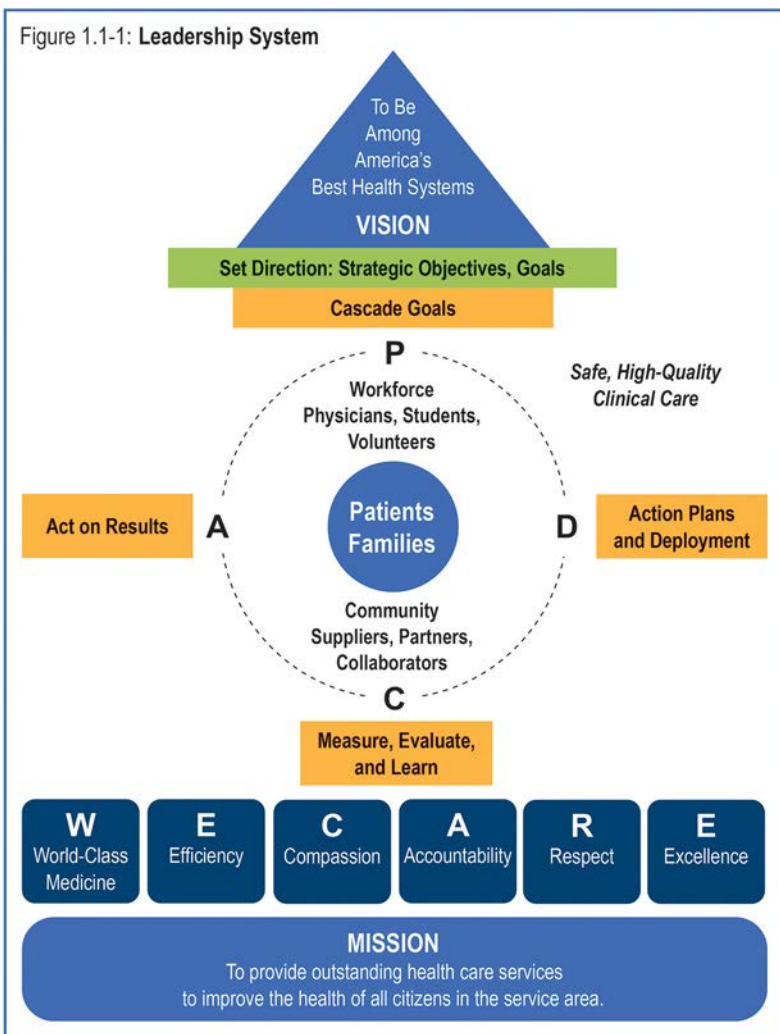 Figure 1.1-1: Leadership System
To Be
Among
America's
Best Health Systems
VISION
Set Direction: Strategic Objectives, Goals
Cascade Goals
P
Workforce
Physicians, Students,
Volunteers
Safe, High-Quality
Clinical Care
Act on Results
A
Patients
Families
D
Action Plans
and Deployment
Community
Suppliers, Partners,
Collaborators
C
Measure, Evaluate,
and Learn
W
World-Class
Medicine
E
Efficiency
C
Compassion
A
Accountability
R
Respect
E
Excellence
MISSION
To provide outstanding health care services
to improve the health of all citizens in the service area.